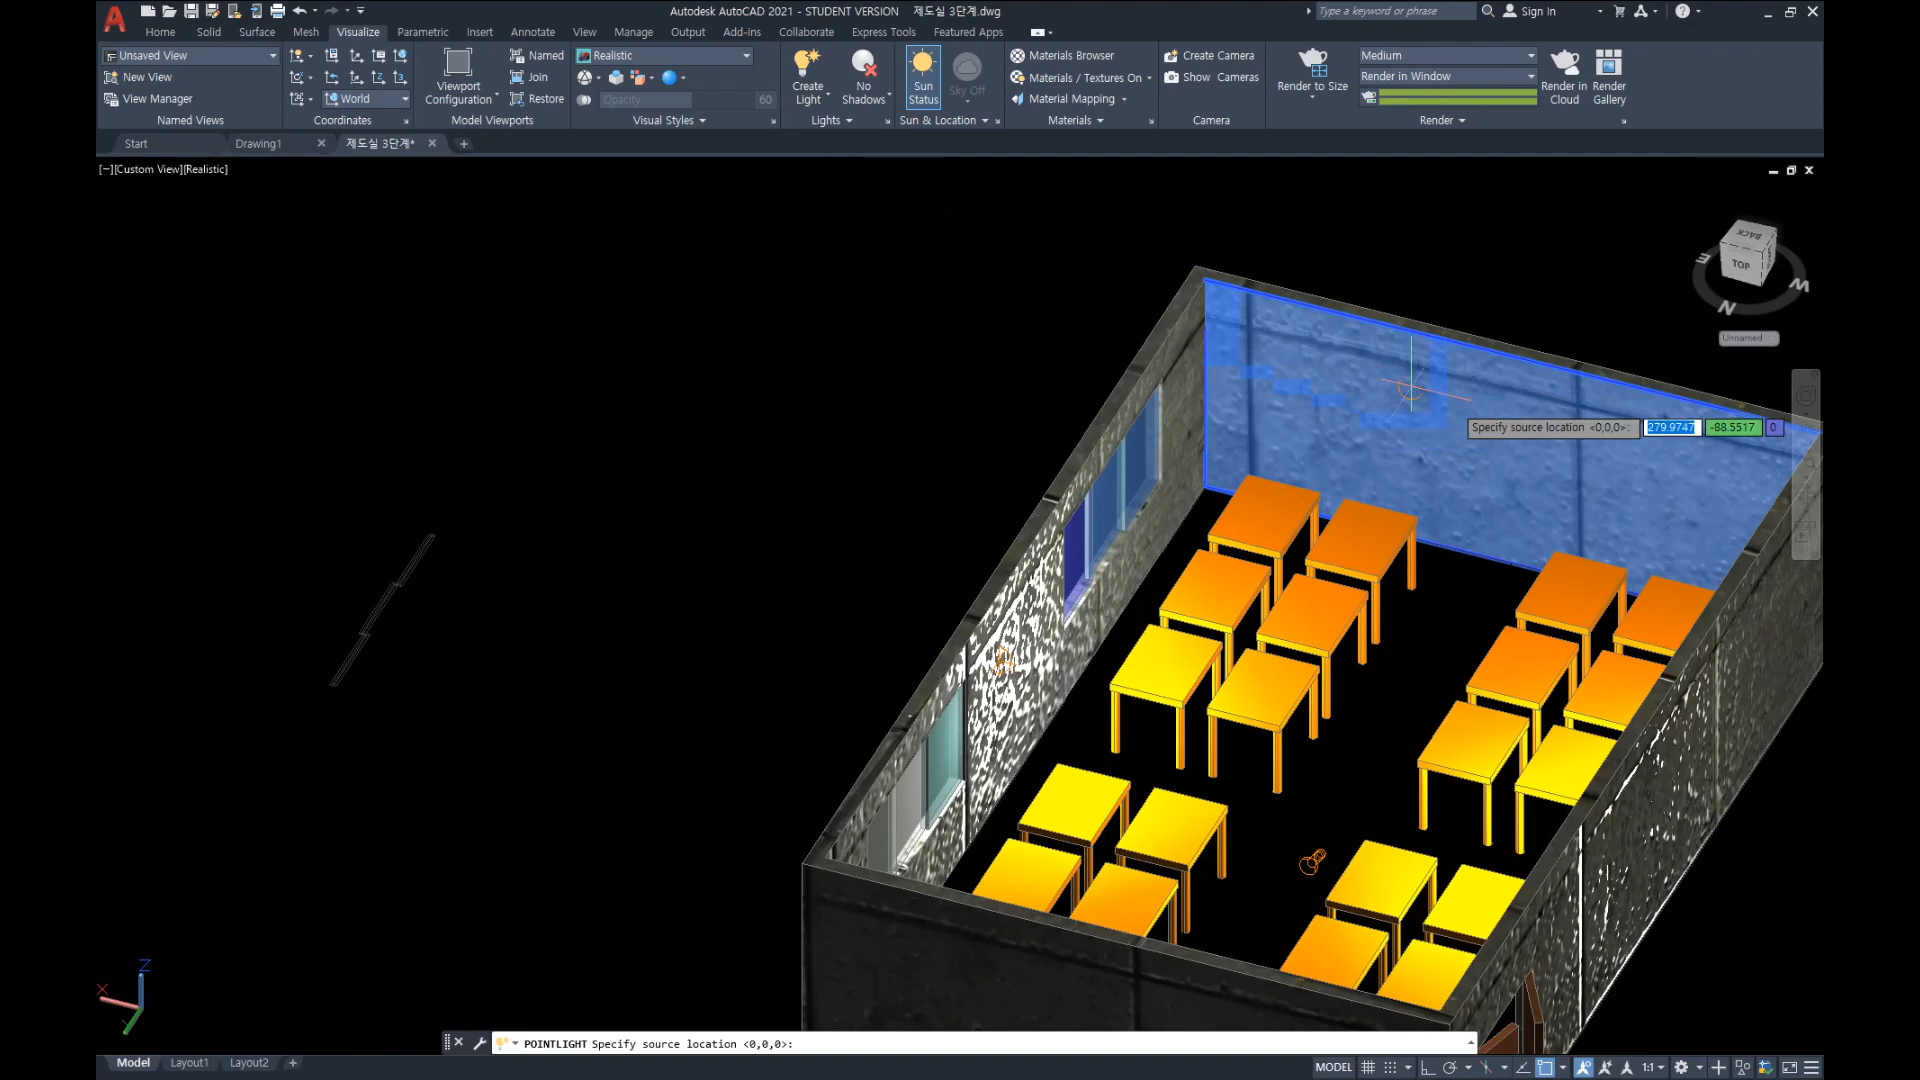 Autodesk AutoCAD 2021 - STUDENT VERSION 제도실 3단계.dwg
Type a keyword or phrase
Sign In
Home Solid Surface Mesh Visualize Parametric Insert Annotate View Manage Output Add-ins Collaborate Express Tools Featured Apps
Unsaved View
New View
View Manager
Named Views
World
Coordinates
Viewport
Configuration
Named
Join
Restore
Model Viewports
Realistic
Opacity 60
Visual Styles
Create
Light
No
Shadows
Lights
Sun
Status
Sky Off
Sun & Location
Materials Browser
Materials / Textures On
Material Mapping
Materials
Create Camera
Show Cameras
Camera
Render to Size
Medium
Render in Window
Render in
Cloud
Render
Gallery
Render
Start Drawing1 제도실 3단계*
[−][Custom View][Realistic]
BACK
TOP
E
W
N
Unnamed
Specify source location <0,0,0>: 279.9747 -88.5517 0
Z
X
Y
POINTLIGHT Specify source location <0,0,0>:
Model Layout1 Layout2
MODEL
1:1